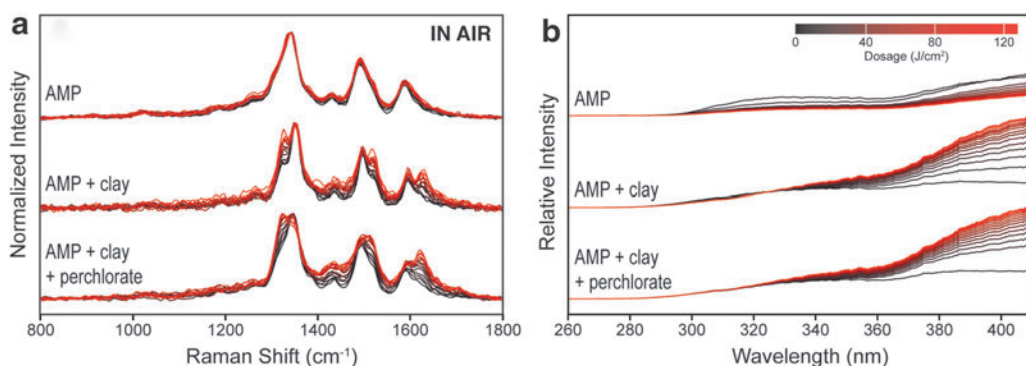 a
IN AIR
AMP
AMP + clay
AMP + clay
+ perchlorate
Normalized Intensity
800 1000 1200 1400 1600 1800
Raman Shift (cm⁻¹)
b
0 40 80 120
Dosage (J/cm²)
AMP
AMP + clay
AMP + clay
+ perchlorate
Relative Intensity
260 280 300 320 340 360 380 400
Wavelength (nm)